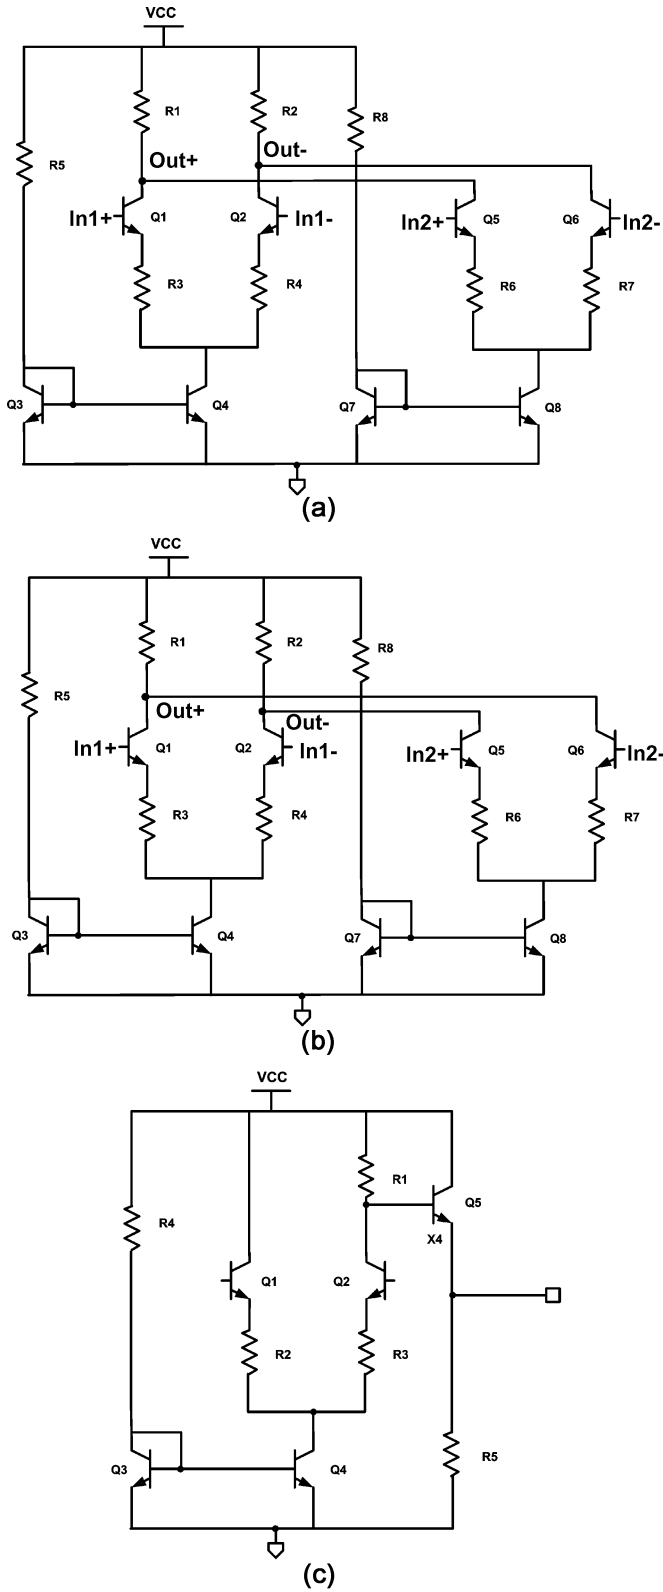 VCC
R1 R2 R8
R5
Out+ Out-
In1+ Q1 Q2 In1- In2+ Q5 Q6 In2-
R3 R4 R6 R7
Q3 Q4 Q7 Q8
(a)
VCC
R1 R2 R8
R5
Out+ Out-
In1+ Q1 Q2 In1- In2+ Q5 Q6 In2-
R3 R4 R6 R7
Q3 Q4 Q7 Q8
(b)
VCC
R1
Q5
R4
X4
Q1 Q2
R2 R3
R5
Q3 Q4
(c)